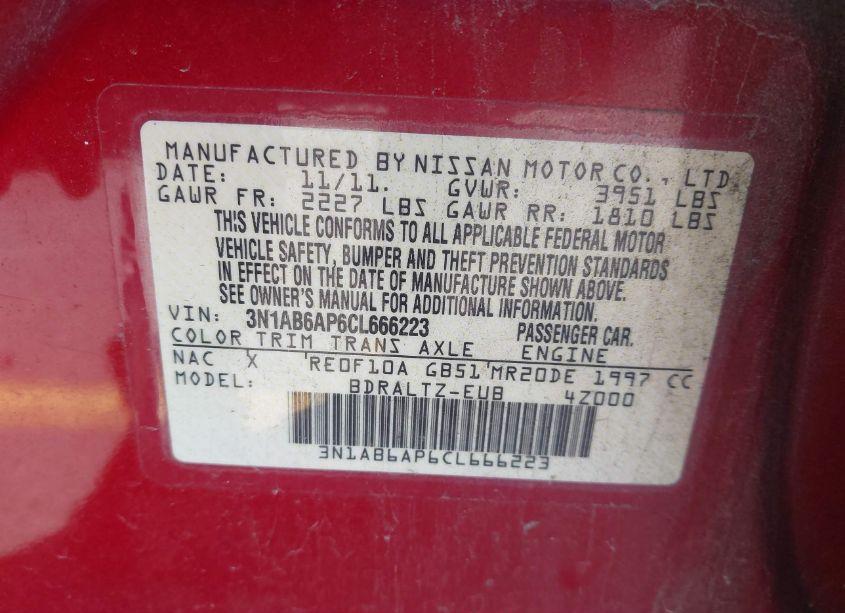 MANUFACTURED BY NISSAN MOTOR CO., LTD
DATE: 11/11. GVWR: 3951 LBS
GAWR FR: 2227 LBS GAWR RR: 1810 LBS
THIS VEHICLE CONFORMS TO ALL APPLICABLE FEDERAL MOTOR
VEHICLE SAFETY, BUMPER AND THEFT PREVENTION STANDARDS
IN EFFECT ON THE DATE OF MANUFACTURE SHOWN ABOVE.
SEE OWNER'S MANUAL FOR ADDITIONAL INFORMATION.
VIN: 3N1AB6AP6CL666223 PASSENGER CAR.
COLOR TRIM TRANS AXLE ENGINE
NAC X RE0F10A GB51 MR20DE 1997 CC
MODEL: BDRALTZ-EUB 4Z000
3N1AB6AP6CL666223